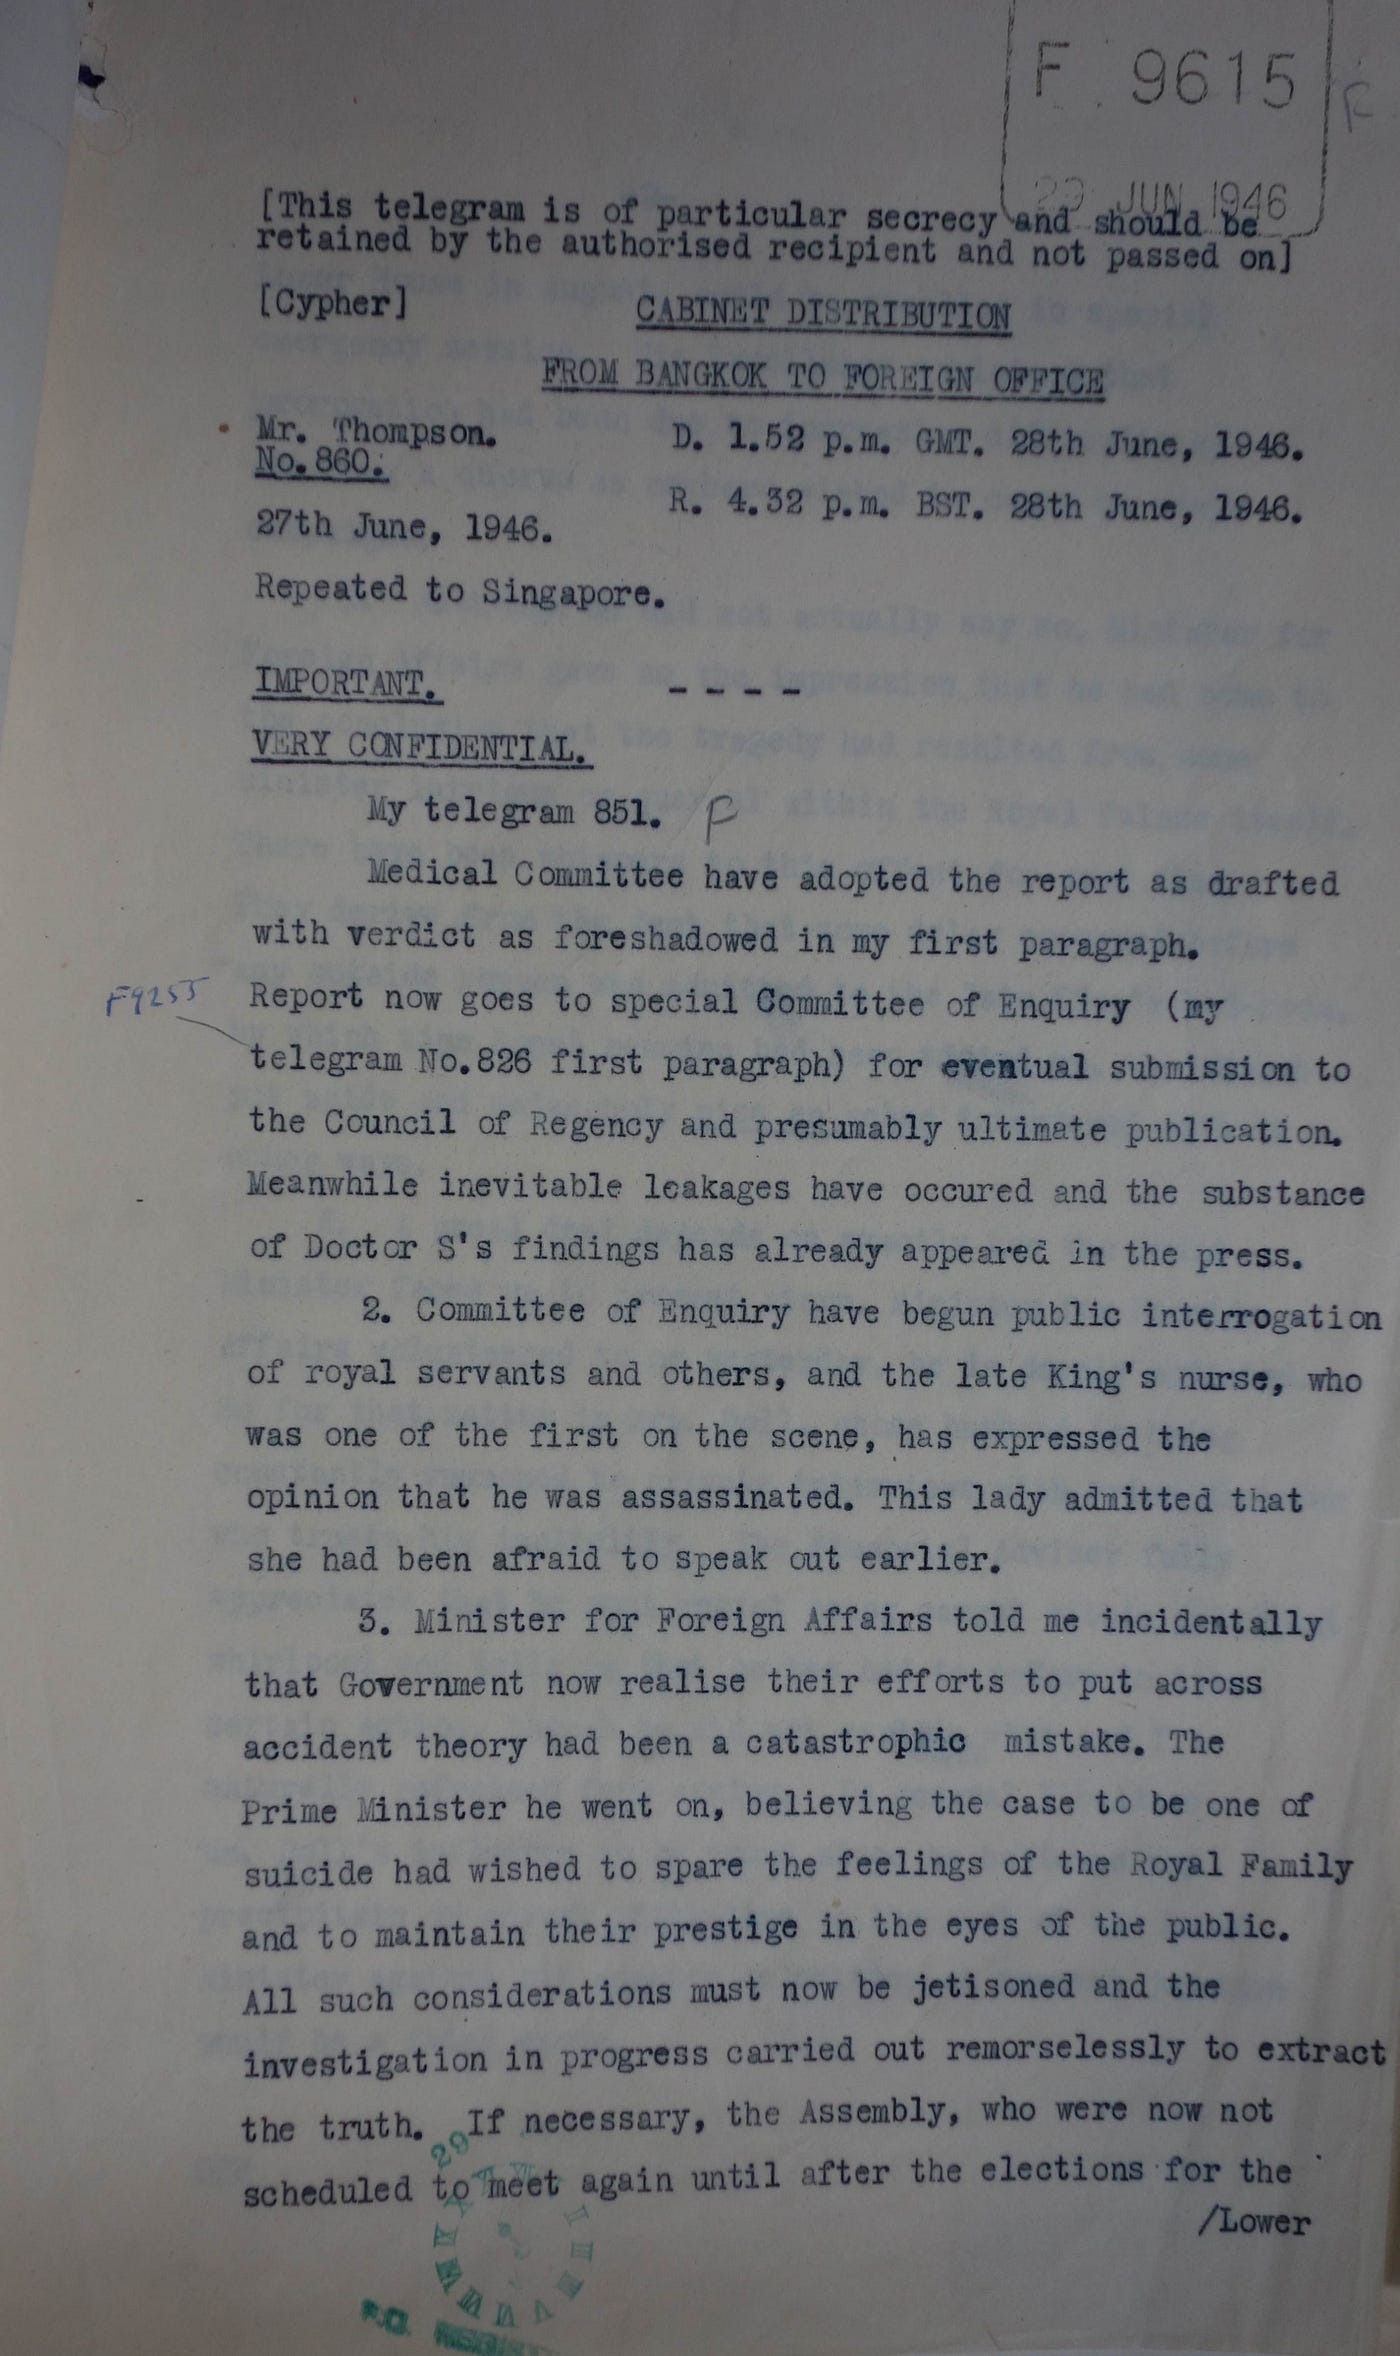 F. 9615
29 JUN 1946
[This telegram is of particular secrecy and should be
retained by the authorised recipient and not passed on]
[Cypher] CABINET DISTRIBUTION
FROM BANGKOK TO FOREIGN OFFICE
Mr. Thompson. D. 1.52 p.m. GMT. 28th June, 1946.
No.860.
R. 4.32 p.m. BST. 28th June, 1946.
27th June, 1946.
Repeated to Singapore.
IMPORTANT. - - - -
VERY CONFIDENTIAL.
My telegram 851. F
Medical Committee have adopted the report as drafted
with verdict as foreshadowed in my first paragraph.
F9255 Report now goes to special Committee of Enquiry (my
telegram No.826 first paragraph) for eventual submission to
the Council of Regency and presumably ultimate publication.
Meanwhile inevitable leakages have occured and the substance
of Doctor S's findings has already appeared in the press.
2. Committee of Enquiry have begun public interrogation
of royal servants and others, and the late King's nurse, who
was one of the first on the scene, has expressed the
opinion that he was assassinated. This lady admitted that
she had been afraid to speak out earlier.
3. Minister for Foreign Affairs told me incidentally
that Government now realise their efforts to put across
accident theory had been a catastrophic mistake. The
Prime Minister he went on, believing the case to be one of
suicide had wished to spare the feelings of the Royal Family
and to maintain their prestige in the eyes of the public.
All such considerations must now be jetisoned and the
investigation in progress carried out remorselessly to extract
the truth. If necessary, the Assembly, who were now not
scheduled to meet again until after the elections for the
/Lower
F.O.